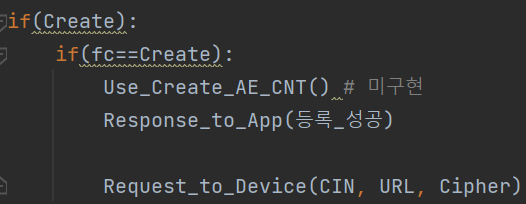 if(Create):
if(fc==Create):
Use_Create_AE_CNT() # 미구현
Response_to_App(등록_성공)
Request_to_Device(CIN, URL, Cipher)